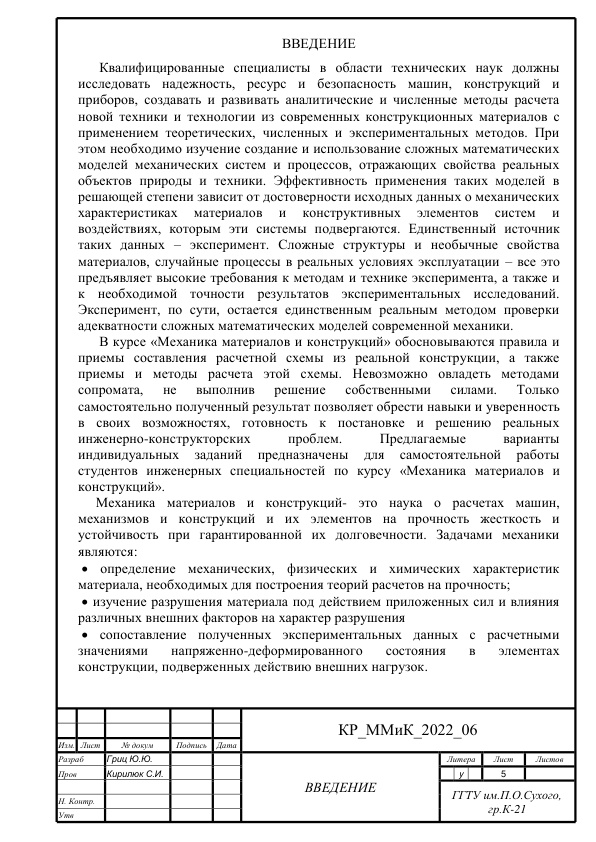 ВВЕДЕНИЕ
Квалифицированные специалисты в области технических наук должны
исследовать надежность, ресурс и безопасность машин, конструкций и
приборов, создавать и развивать аналитические и численные методы расчета
новой техники и технологии из современных конструкционных материалов с
применением теоретических, численных и экспериментальных методов. При
этом необходимо изучение создание и использование сложных математических
моделей механических систем и процессов, отражающих свойства реальных
объектов природы и техники. Эффективность применения таких моделей в
решающей степени зависит от достоверности исходных данных о механических
характеристиках материалов и конструктивных элементов систем и
воздействиях, которым эти системы подвергаются. Единственный источник
таких данных – эксперимент. Сложные структуры и необычные свойства
материалов, случайные процессы в реальных условиях эксплуатации – все это
предъявляет высокие требования к методам и технике эксперимента, а также и
к необходимой точности результатов экспериментальных исследований.
Эксперимент, по сути, остается единственным реальным методом проверки
адекватности сложных математических моделей современной механики.
В курсе «Механика материалов и конструкций» обосновываются правила и
приемы составления расчетной схемы из реальной конструкции, а также
приемы и методы расчета этой схемы. Невозможно овладеть методами
сопромата, не выполнив решение собственными силами. Только
самостоятельно полученный результат позволяет обрести навыки и уверенность
в своих возможностях, готовность к постановке и решению реальных
инженерно-конструкторских проблем. Предлагаемые варианты
индивидуальных заданий предназначены для самостоятельной работы
студентов инженерных специальностей по курсу «Механика материалов и
конструкций».
Механика материалов и конструкций- это наука о расчетах машин,
механизмов и конструкций и их элементов на прочность жесткость и
устойчивость при гарантированной их долговечности. Задачами механики
являются:
• определение механических, физических и химических характеристик
материала, необходимых для построения теорий расчетов на прочность;
• изучение разрушения материала под действием приложенных сил и влияния
различных внешних факторов на характер разрушения
• сопоставление полученных экспериментальных данных с расчетными
значениями напряженно-деформированного состояния в элементах
конструкции, подверженных действию внешних нагрузок.
КР_ММиК_2022_06
Изм. Лист № докум Подпись Дата
Разраб Гриц Ю.Ю.
Пров Кирилюк С.И.
Н. Контр.
Утв
ВВЕДЕНИЕ
Литера Лист Листов
у 5
ГГТУ им.П.О.Сухого,
гр.К-21